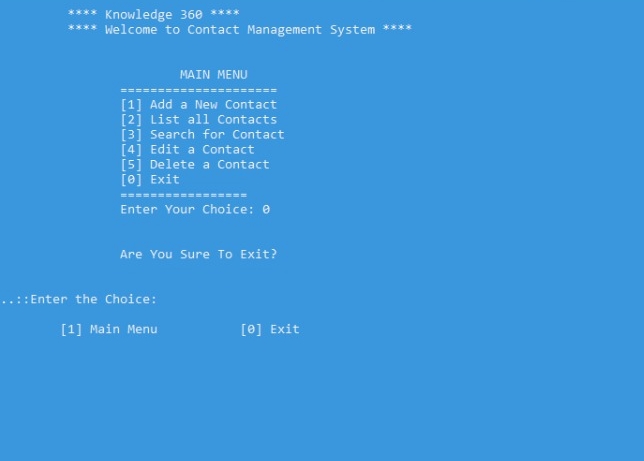 **** Knowledge 360 ****
**** Welcome to Contact Management System ****
MAIN MENU
=====================
[1] Add a New Contact
[2] List all Contacts
[3] Search for Contact
[4] Edit a Contact
[5] Delete a Contact
[0] Exit
=================
Enter Your Choice: 0
Are You Sure To Exit?
..::Enter the Choice:
[1] Main Menu [0] Exit